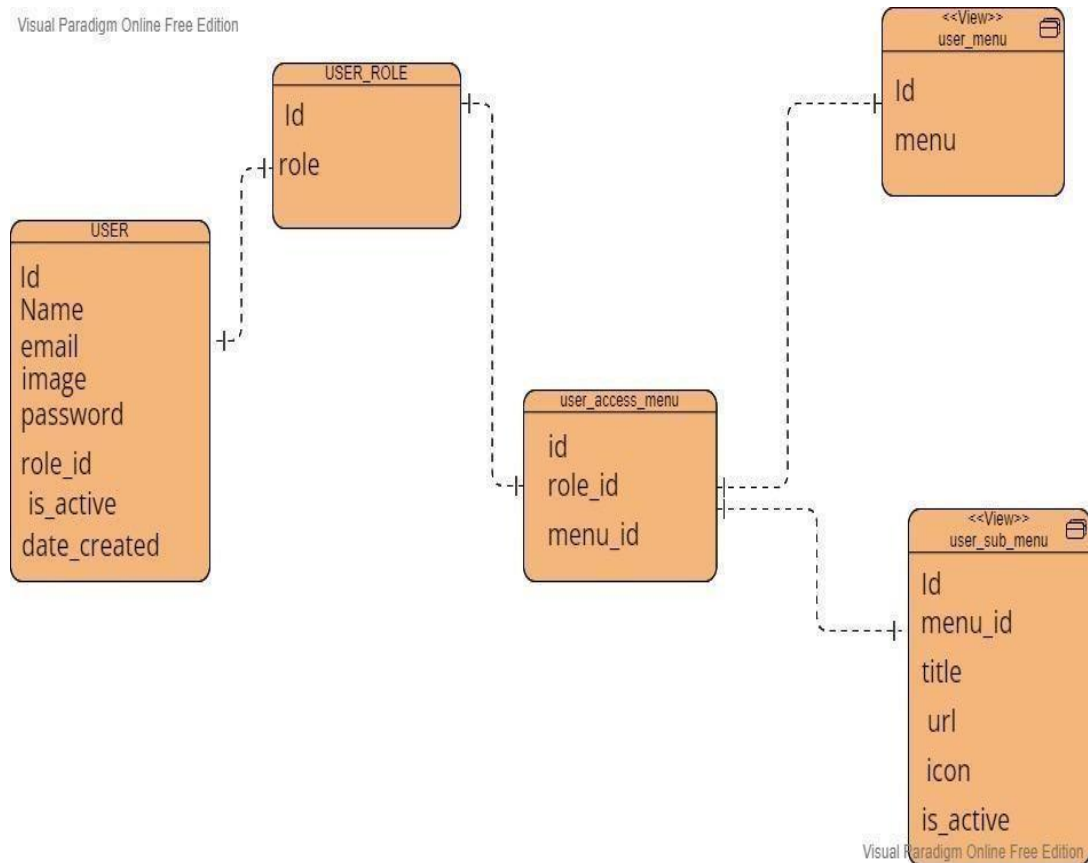 Visual Paradigm Online Free Edition
USER_ROLE
Id
role
USER
Id
Name
email
image
password
role_id
is_active
date_created
user_access_menu
id
role_id
menu_id
<<View>>
user_menu
Id
menu
<<View>>
user_sub_menu
Id
menu_id
title
url
icon
is_active
Visual Paradigm Online Free Edition